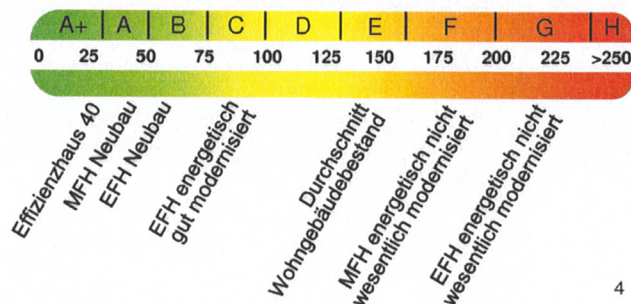 A+ A B C D E F G H
0 25 50 75 100 125 150 175 200 225 >250
Effizienzhaus 40
MFH Neubau
EFH Neubau
EFH energetisch
gut modernisiert
Durchschnitt
Wohngebäudebestand
MFH energetisch nicht
wesentlich modernisiert
EFH energetisch nicht
wesentlich modernisiert
4